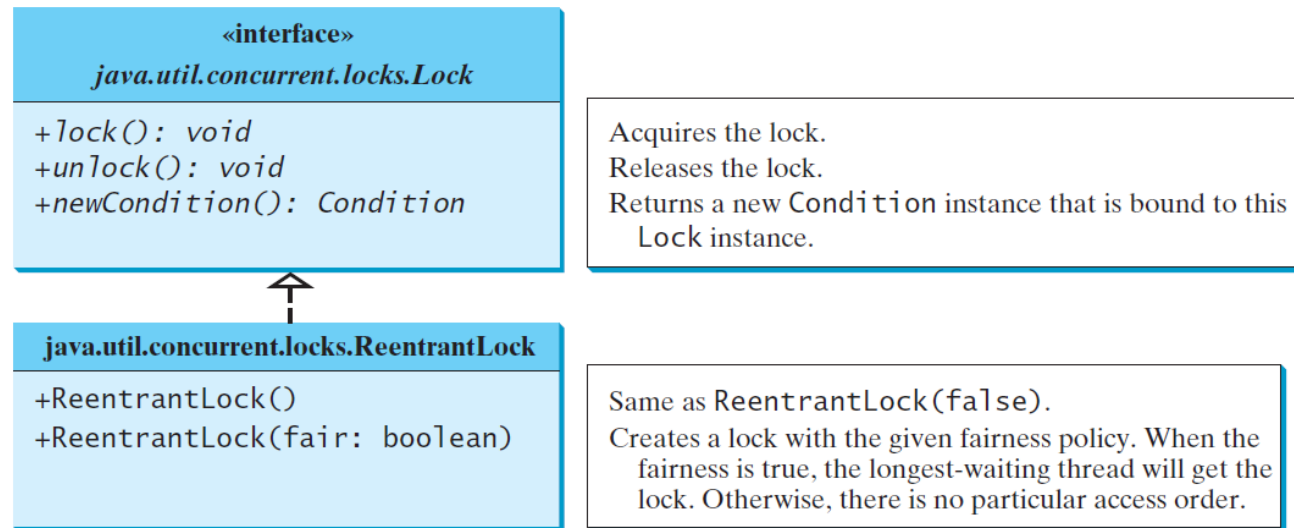 «interface»
java.util.concurrent.locks.Lock
+lock(): void
+unlock(): void
+newCondition(): Condition
Acquires the lock.
Releases the lock.
Returns a new Condition instance that is bound to this
Lock instance.
java.util.concurrent.locks.ReentrantLock
+ReentrantLock()
+ReentrantLock(fair: boolean)
Same as ReentrantLock(false).
Creates a lock with the given fairness policy. When the
fairness is true, the longest-waiting thread will get the
lock. Otherwise, there is no particular access order.